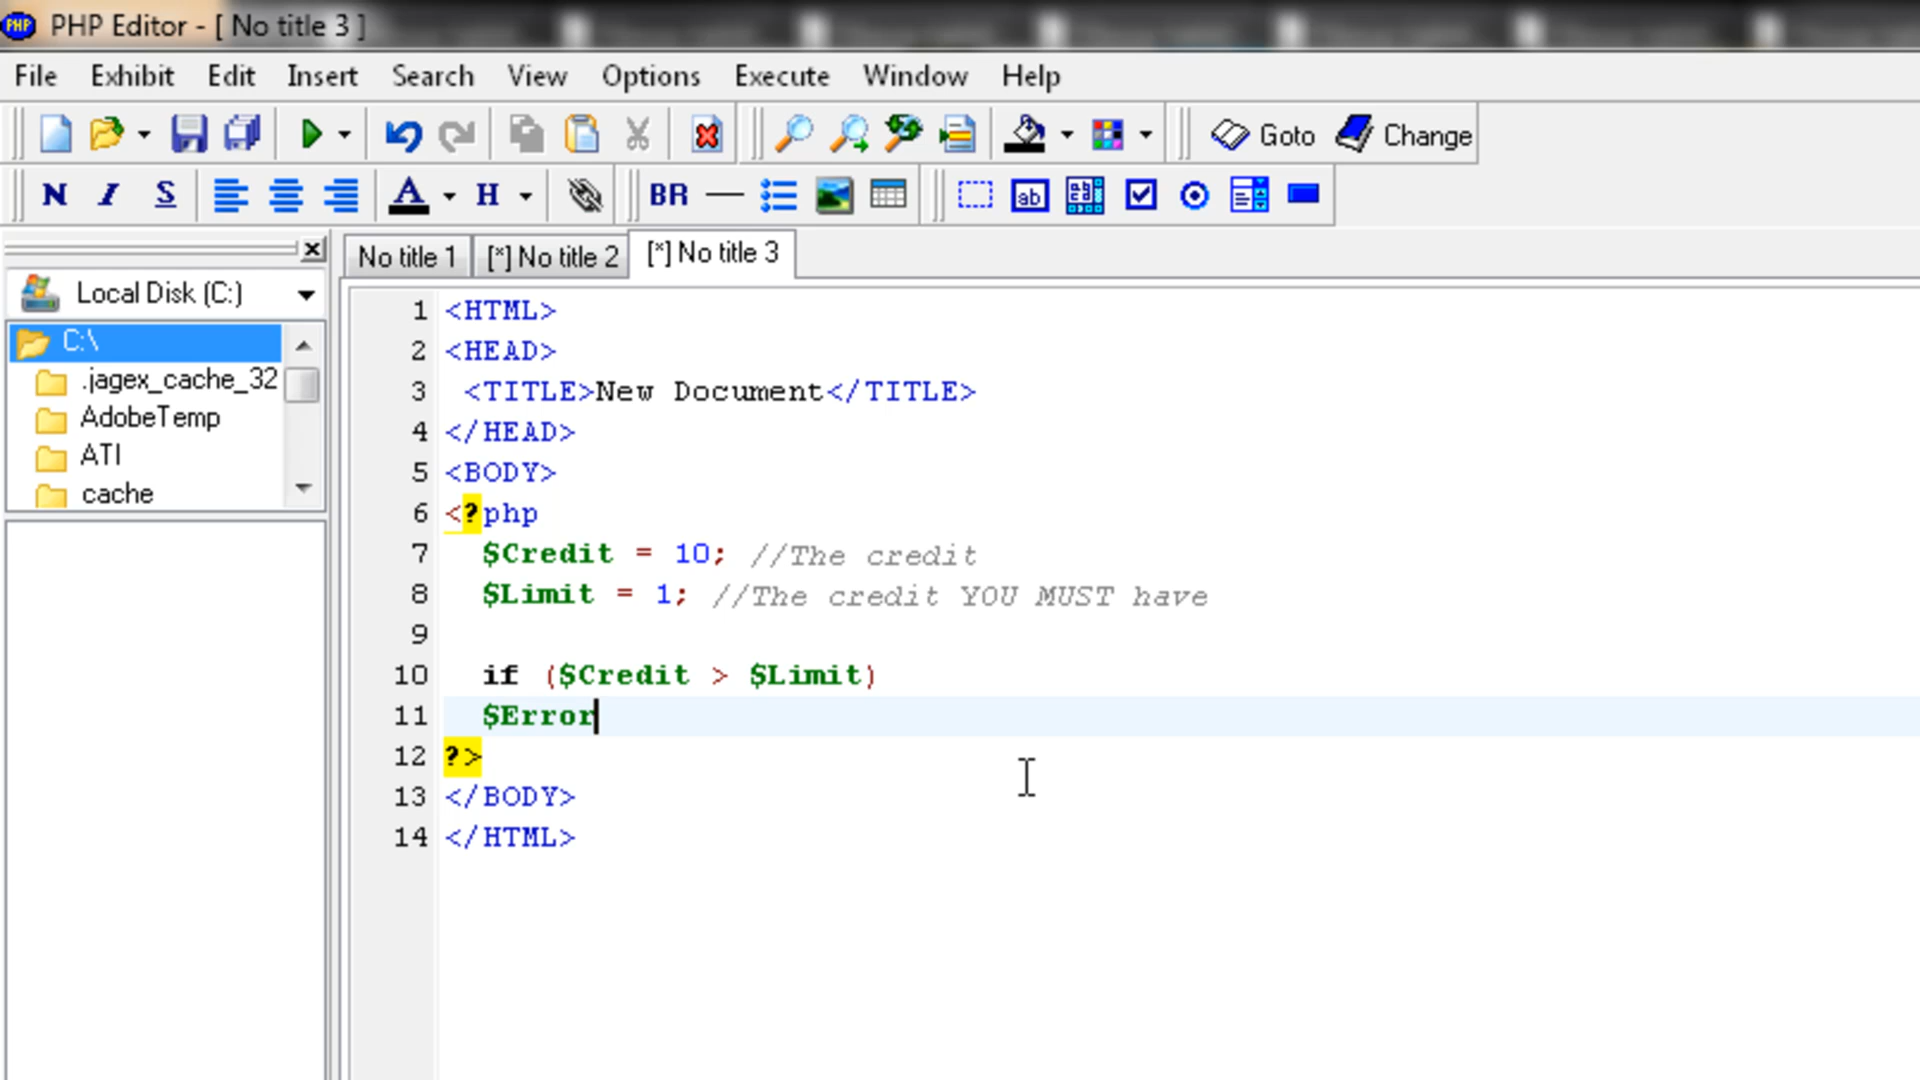 PHP Editor - [ No title 3 ]
File Exhibit Edit Insert Search View Options Execute Window Help
Goto Change
N I S A H BR ab
Local Disk (C:)
No title 1 [*] No title 2 [*] No title 3
C:\
.jagex_cache_32
AdobeTemp
ATI
cache
1 <HTML>
2 <HEAD>
3 <TITLE>New Document</TITLE>
4 </HEAD>
5 <BODY>
6 <?php
7 $Credit = 10; //The credit
8 $Limit = 1; //The credit YOU MUST have
9
10 if ($Credit > $Limit)
11 $Error
12 ?>
13 </BODY>
14 </HTML>